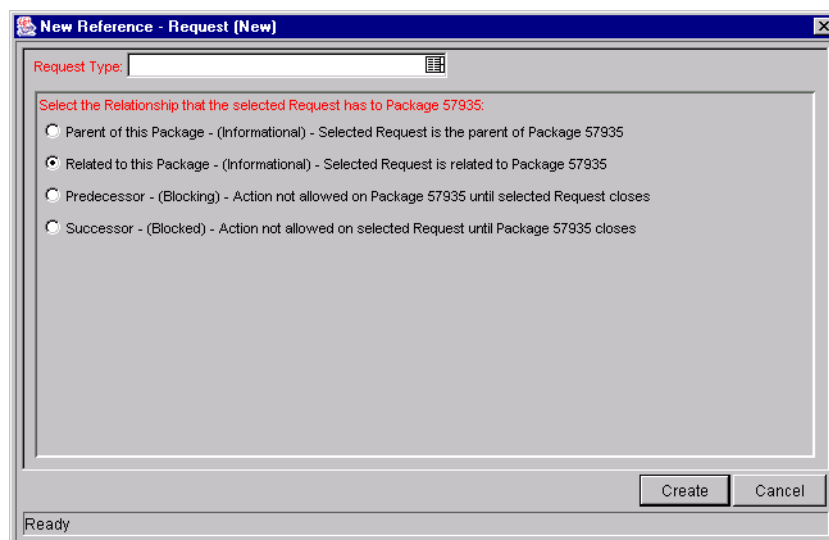 New Reference - Request (New)
Request Type:
Select the Relationship that the selected Request has to Package 57935:
Parent of this Package - (Informational) - Selected Request is the parent of Package 57935
Related to this Package - (Informational) - Selected Request is related to Package 57935
Predecessor - (Blocking) - Action not allowed on Package 57935 until selected Request closes
Successor - (Blocked) - Action not allowed on selected Request until Package 57935 closes
Create Cancel
Ready